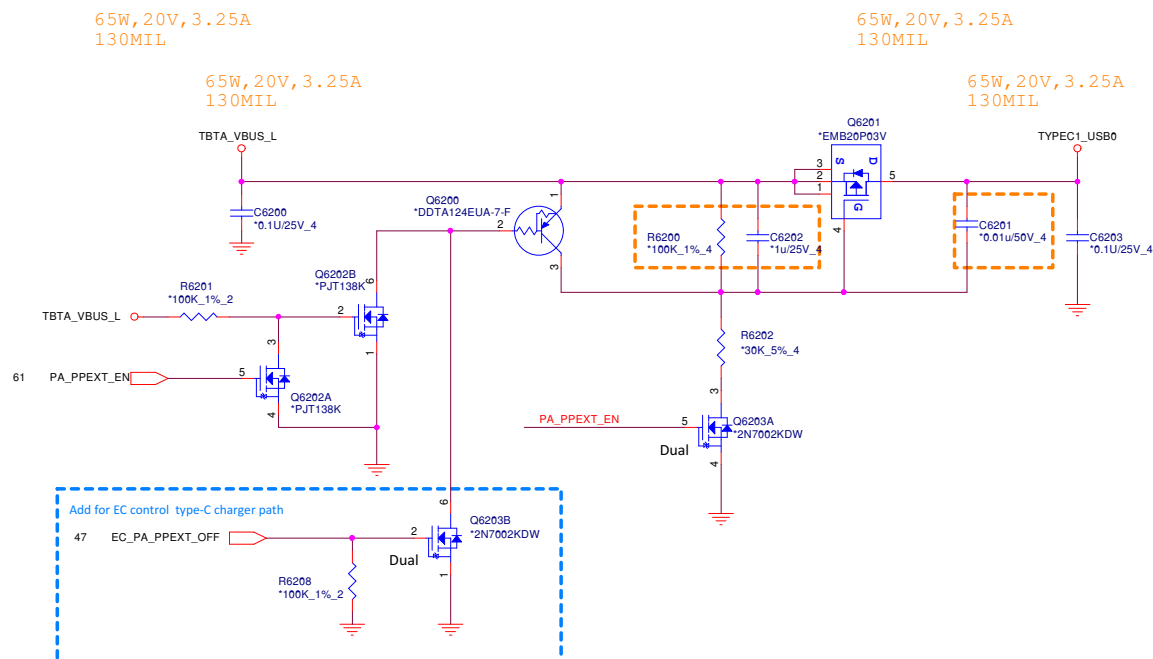 65W,20V,3.25A
130MIL
65W,20V,3.25A
130MIL
65W,20V,3.25A
130MIL
65W,20V,3.25A
130MIL
TBTA_VBUS_L
Q6201
*EMB20P03V
TYPEC1_USB0
3
2
1
S
D
G
5
4
C6200
*0.1U/25V_4
Q6200
*DDTA124EUA-7-F
1
2
3
R6200
*100K_1%_4
C6202
*1u/25V_4
C6201
*0.01u/50V_4
C6203
*0.1U/25V_4
Q6202B
*PJT138K
6
2
1
R6201
*100K_1%_2
TBTA_VBUS_L
3
5
4
61 PA_PPEXT_EN
Q6202A
*PJT138K
R6202
*30K_5%_4
PA_PPEXT_EN
3
5
4
Q6203A
*2N7002KDW
Dual
Add for EC control type-C charger path
47 EC_PA_PPEXT_OFF
6
2
1
Q6203B
*2N7002KDW
Dual
R6208
*100K_1%_2